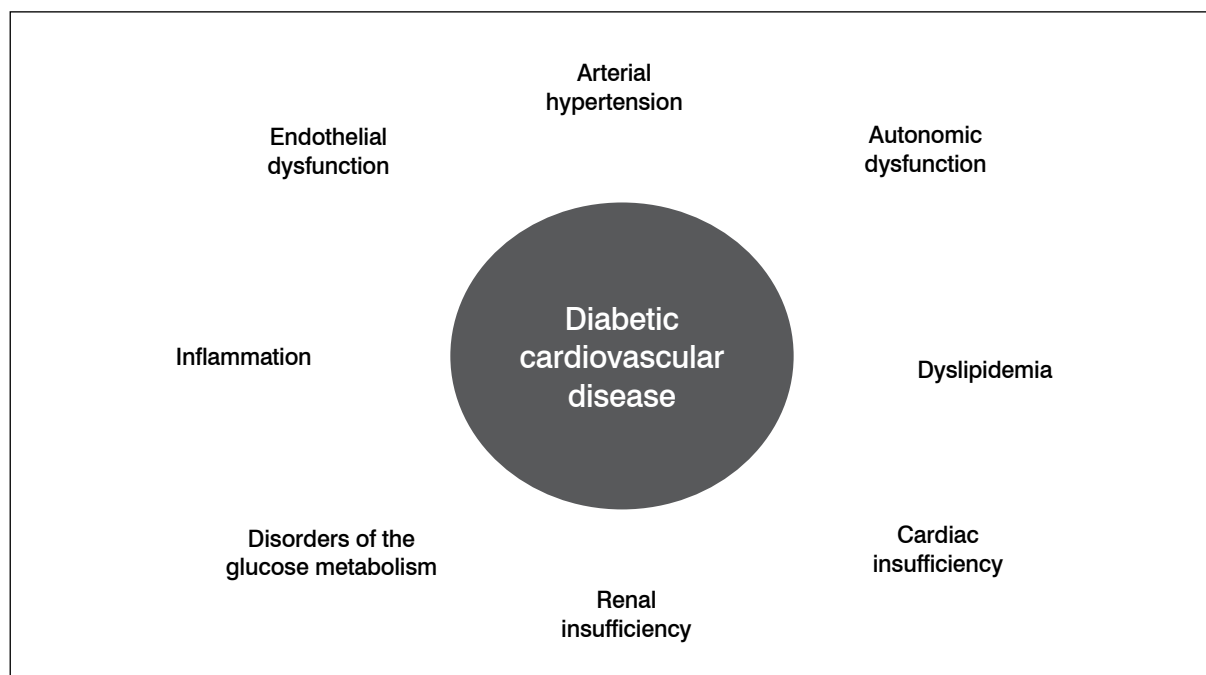 Arterial
hypertension
Endothelial
dysfunction
Autonomic
dysfunction
Diabetic
cardiovascular
disease
Inflammation
Dyslipidemia
Disorders of the
glucose metabolism
Cardiac
insufficiency
Renal
insufficiency